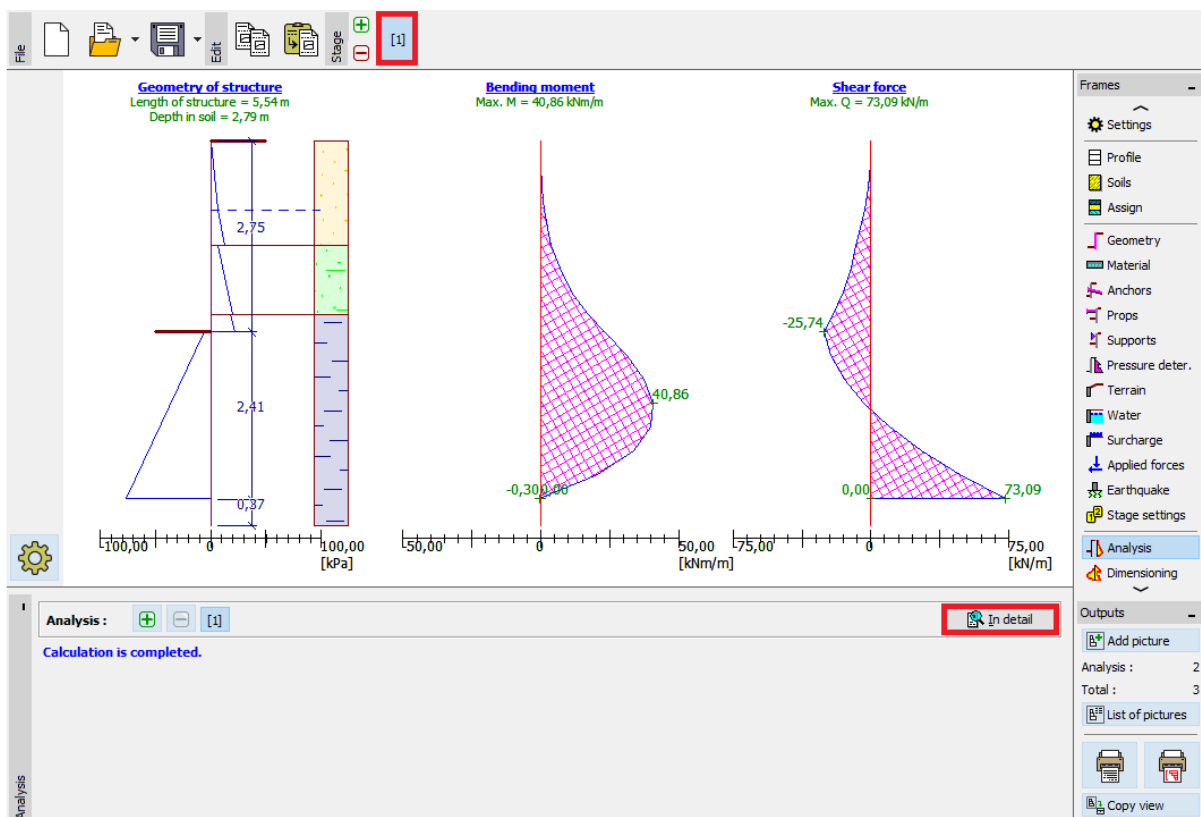 File
Edit
Stage
[1]
Geometry of structure
Length of structure = 5,54 m
Depth in soil = 2,79 m
2,75
2,41
0,37
-100,00
0
100,00
[kPa]
Bending moment
Max. M = 40,86 kNm/m
40,86
-0,30
0,00
-50,00
0
50,00
[kNm/m]
Shear force
Max. Q = 73,09 kN/m
-25,74
0,00
73,09
-75,00
0
75,00
[kN/m]
Frames
Settings
Profile
Soils
Assign
Geometry
Material
Anchors
Props
Supports
Pressure deter.
Terrain
Water
Surcharge
Applied forces
Earthquake
Stage settings
Analysis
Dimensioning
Analysis
Analysis :
[1]
In detail
Calculation is completed.
Outputs
Add picture
Analysis : 2
Total : 3
List of pictures
Copy view